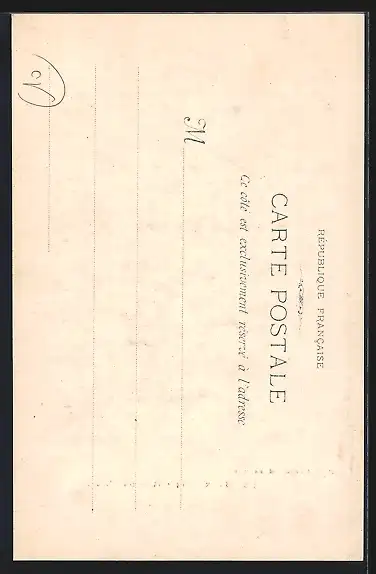 RÉPUBLIQUE FRANÇAISE
CARTE POSTALE
Ce côté est exclusivement réservé à l'adresse
M